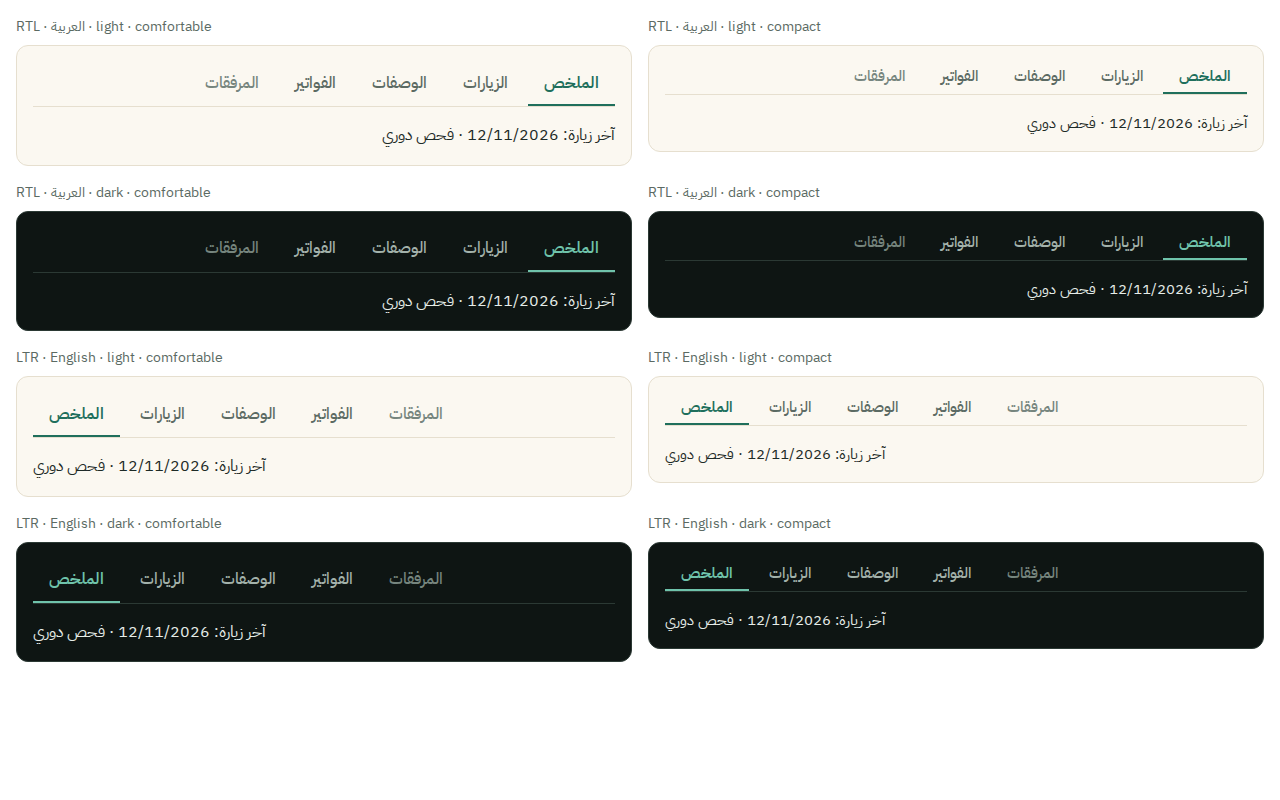 RTL · العربية · light · comfortable
الملخص الزيارات الوصفات الفواتير المرفقات
آخر زيارة: 12/11/2026 · فحص دوري
RTL · العربية · light · compact
الملخص الزيارات الوصفات الفواتير المرفقات
آخر زيارة: 12/11/2026 · فحص دوري
RTL · العربية · dark · comfortable
الملخص الزيارات الوصفات الفواتير المرفقات
آخر زيارة: 12/11/2026 · فحص دوري
RTL · العربية · dark · compact
الملخص الزيارات الوصفات الفواتير المرفقات
آخر زيارة: 12/11/2026 · فحص دوري
LTR · English · light · comfortable
الملخص الزيارات الوصفات الفواتير المرفقات
آخر زيارة: 12/11/2026 · فحص دوري
LTR · English · light · compact
الملخص الزيارات الوصفات الفواتير المرفقات
آخر زيارة: 12/11/2026 · فحص دوري
LTR · English · dark · comfortable
الملخص الزيارات الوصفات الفواتير المرفقات
آخر زيارة: 12/11/2026 · فحص دوري
LTR · English · dark · compact
الملخص الزيارات الوصفات الفواتير المرفقات
آخر زيارة: 12/11/2026 · فحص دوري